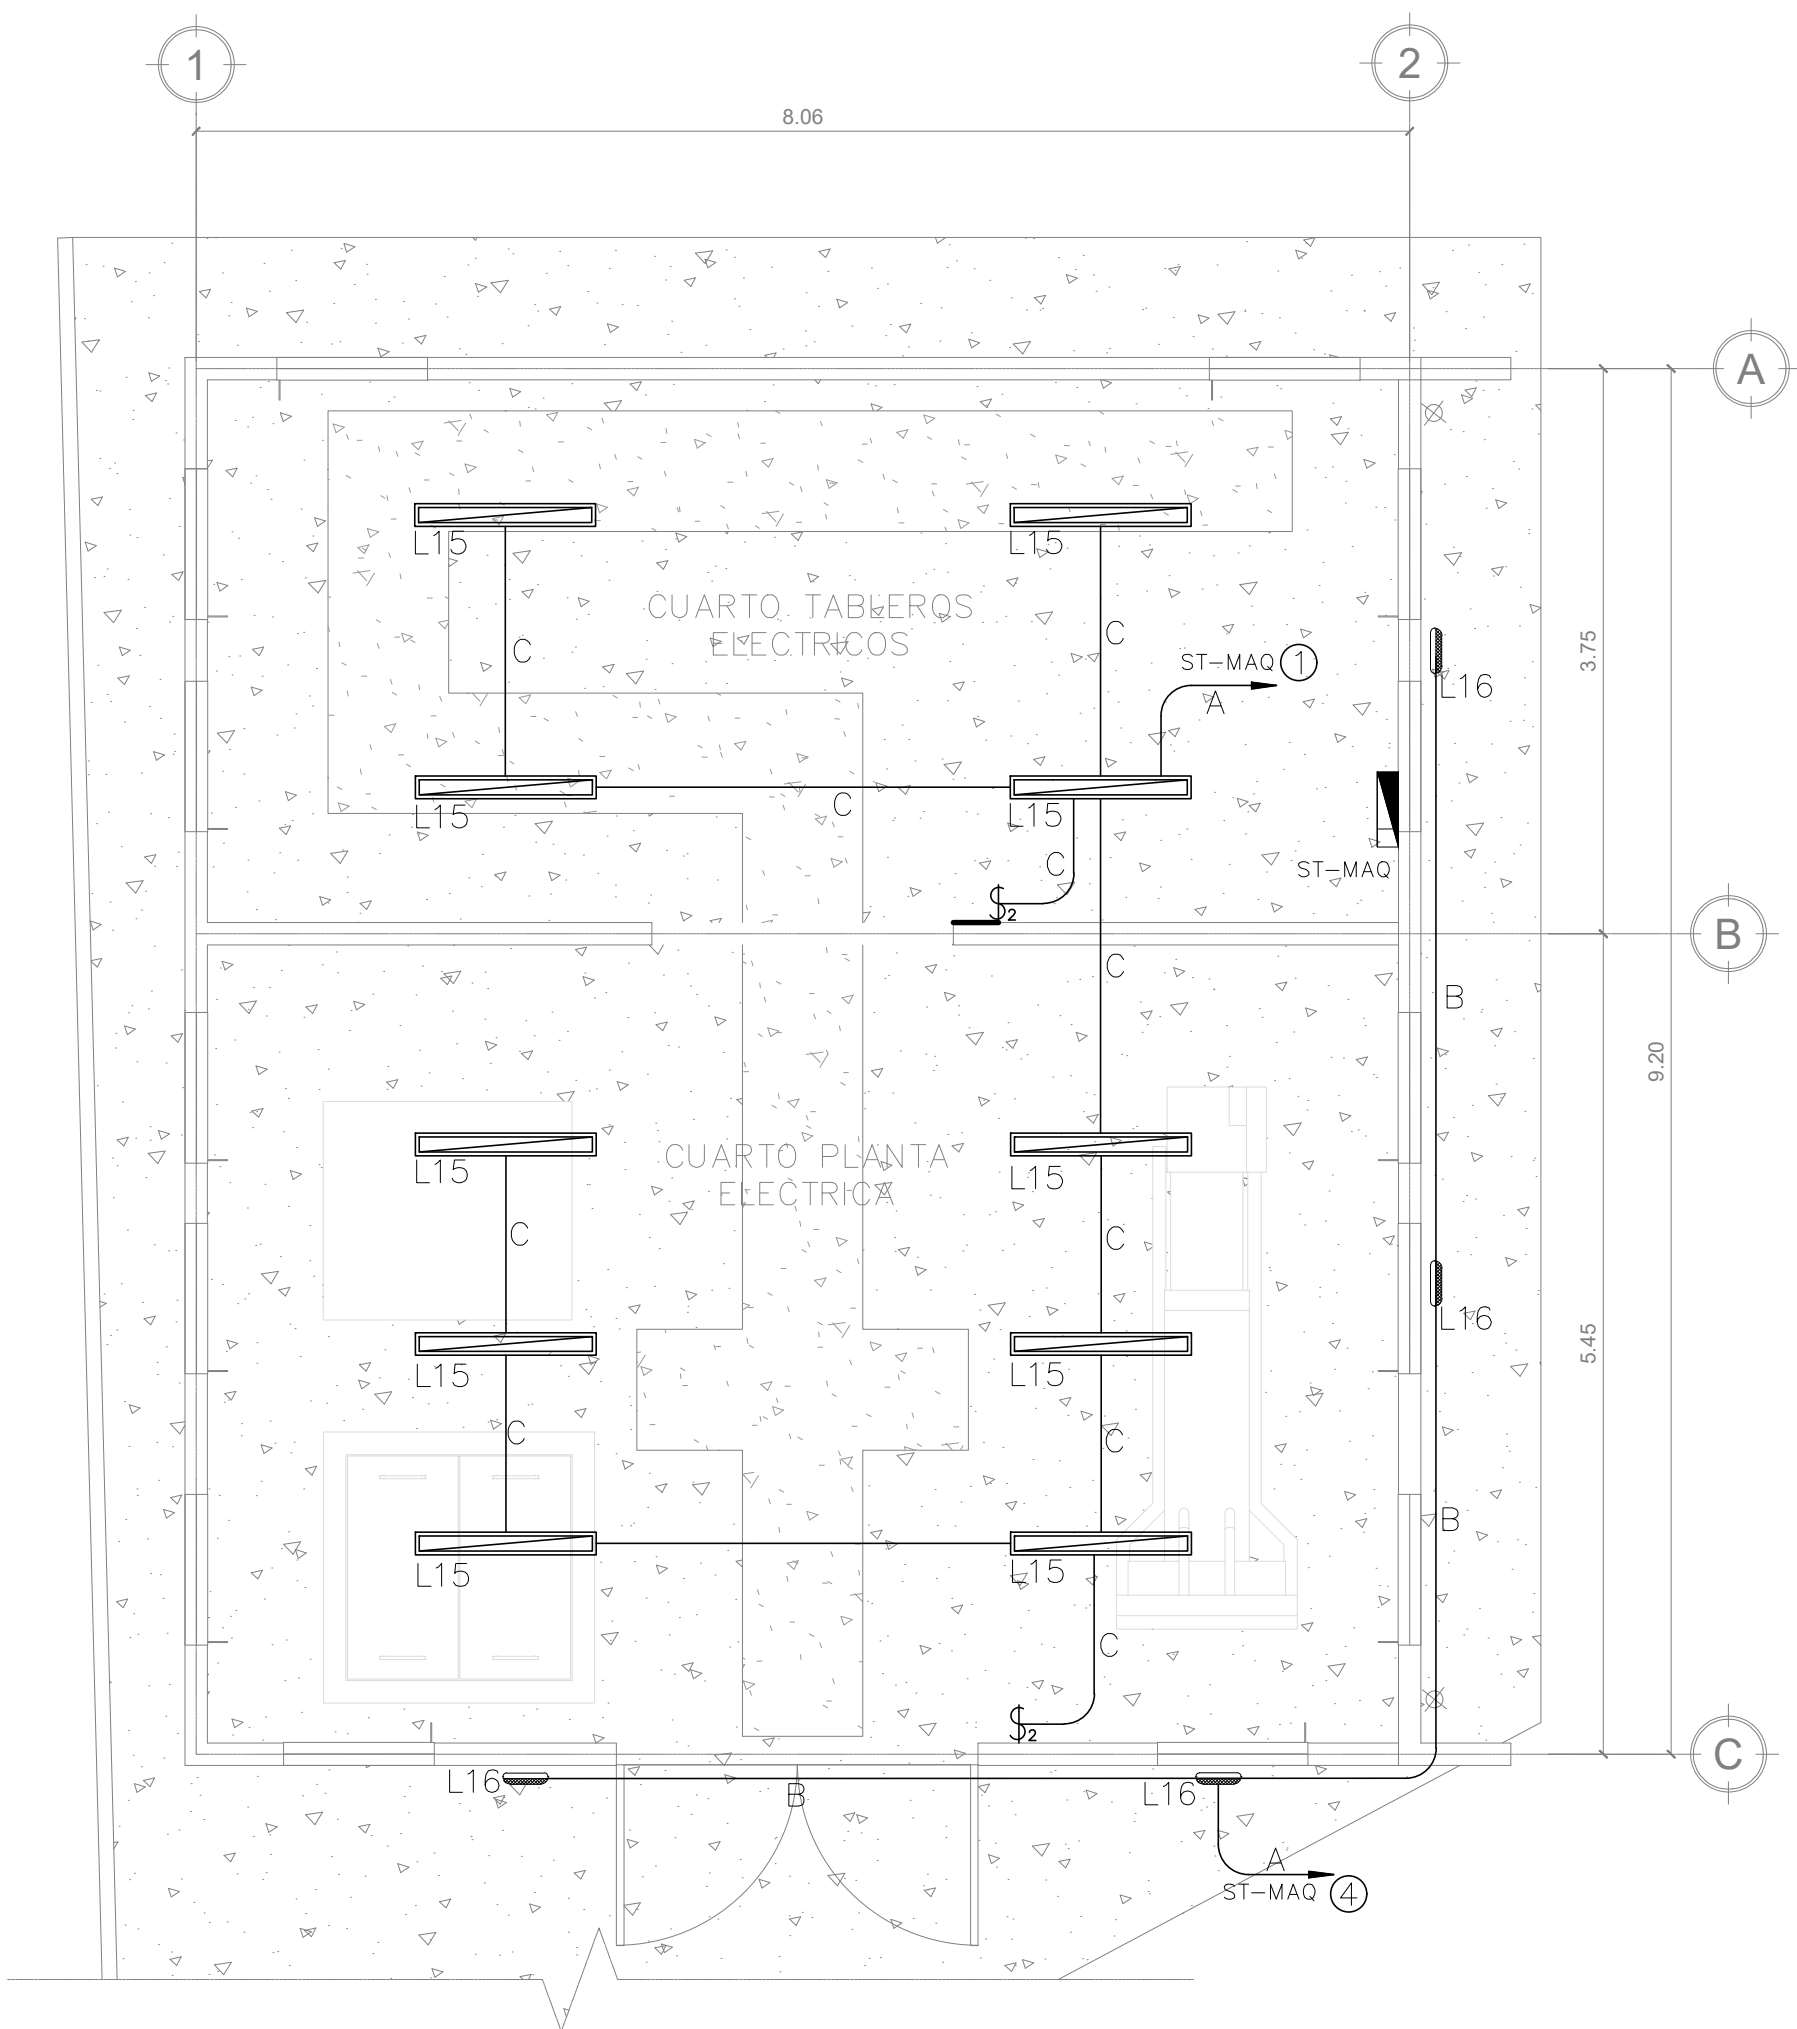 1
2
8.06
A
L15
L15
CUARTO TABLEROS
ELECTRICOS
C
C
ST-MAQ 1
A
3.75
L16
L15
C
L15
C
ST-MAQ
$2
B
C
B
9.20
L15
CUARTO PLANTA
ELECTRICA
L15
C
C
L16
5.45
L15
L15
C
C
B
L15
L15
C
$2
C
L16
B
L16
A
ST-MAQ 4